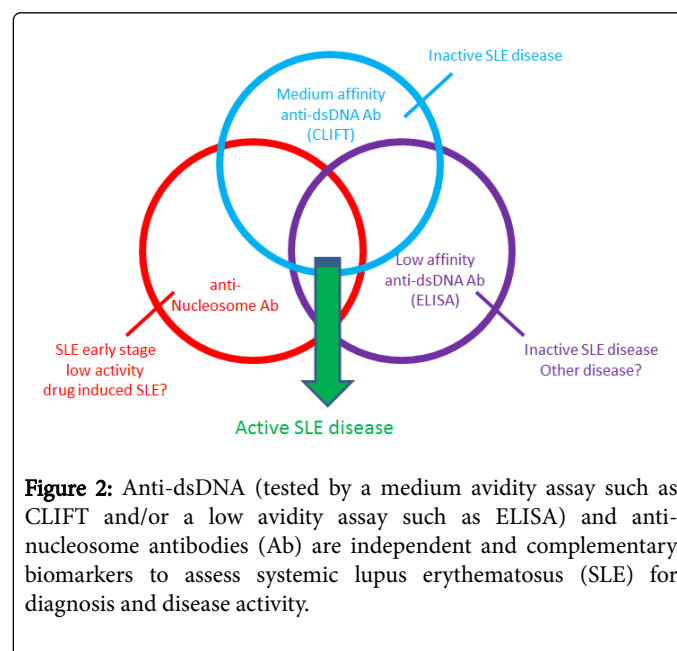 Inactive SLE disease
Medium affinity
anti-dsDNA Ab
(CLIFT)
anti-
Nucleosome Ab
Low affinity
anti-dsDNA Ab
(ELISA)
SLE early stage
low activity
drug induced SLE?
Inactive SLE disease
Other disease?
Active SLE disease
Figure 2: Anti-dsDNA (tested by a medium avidity assay such as
CLIFT and/or a low avidity assay such as ELISA) and anti-
nucleosome antibodies (Ab) are independent and complementary
biomarkers to assess systemic lupus erythematosus (SLE) for
diagnosis and disease activity.